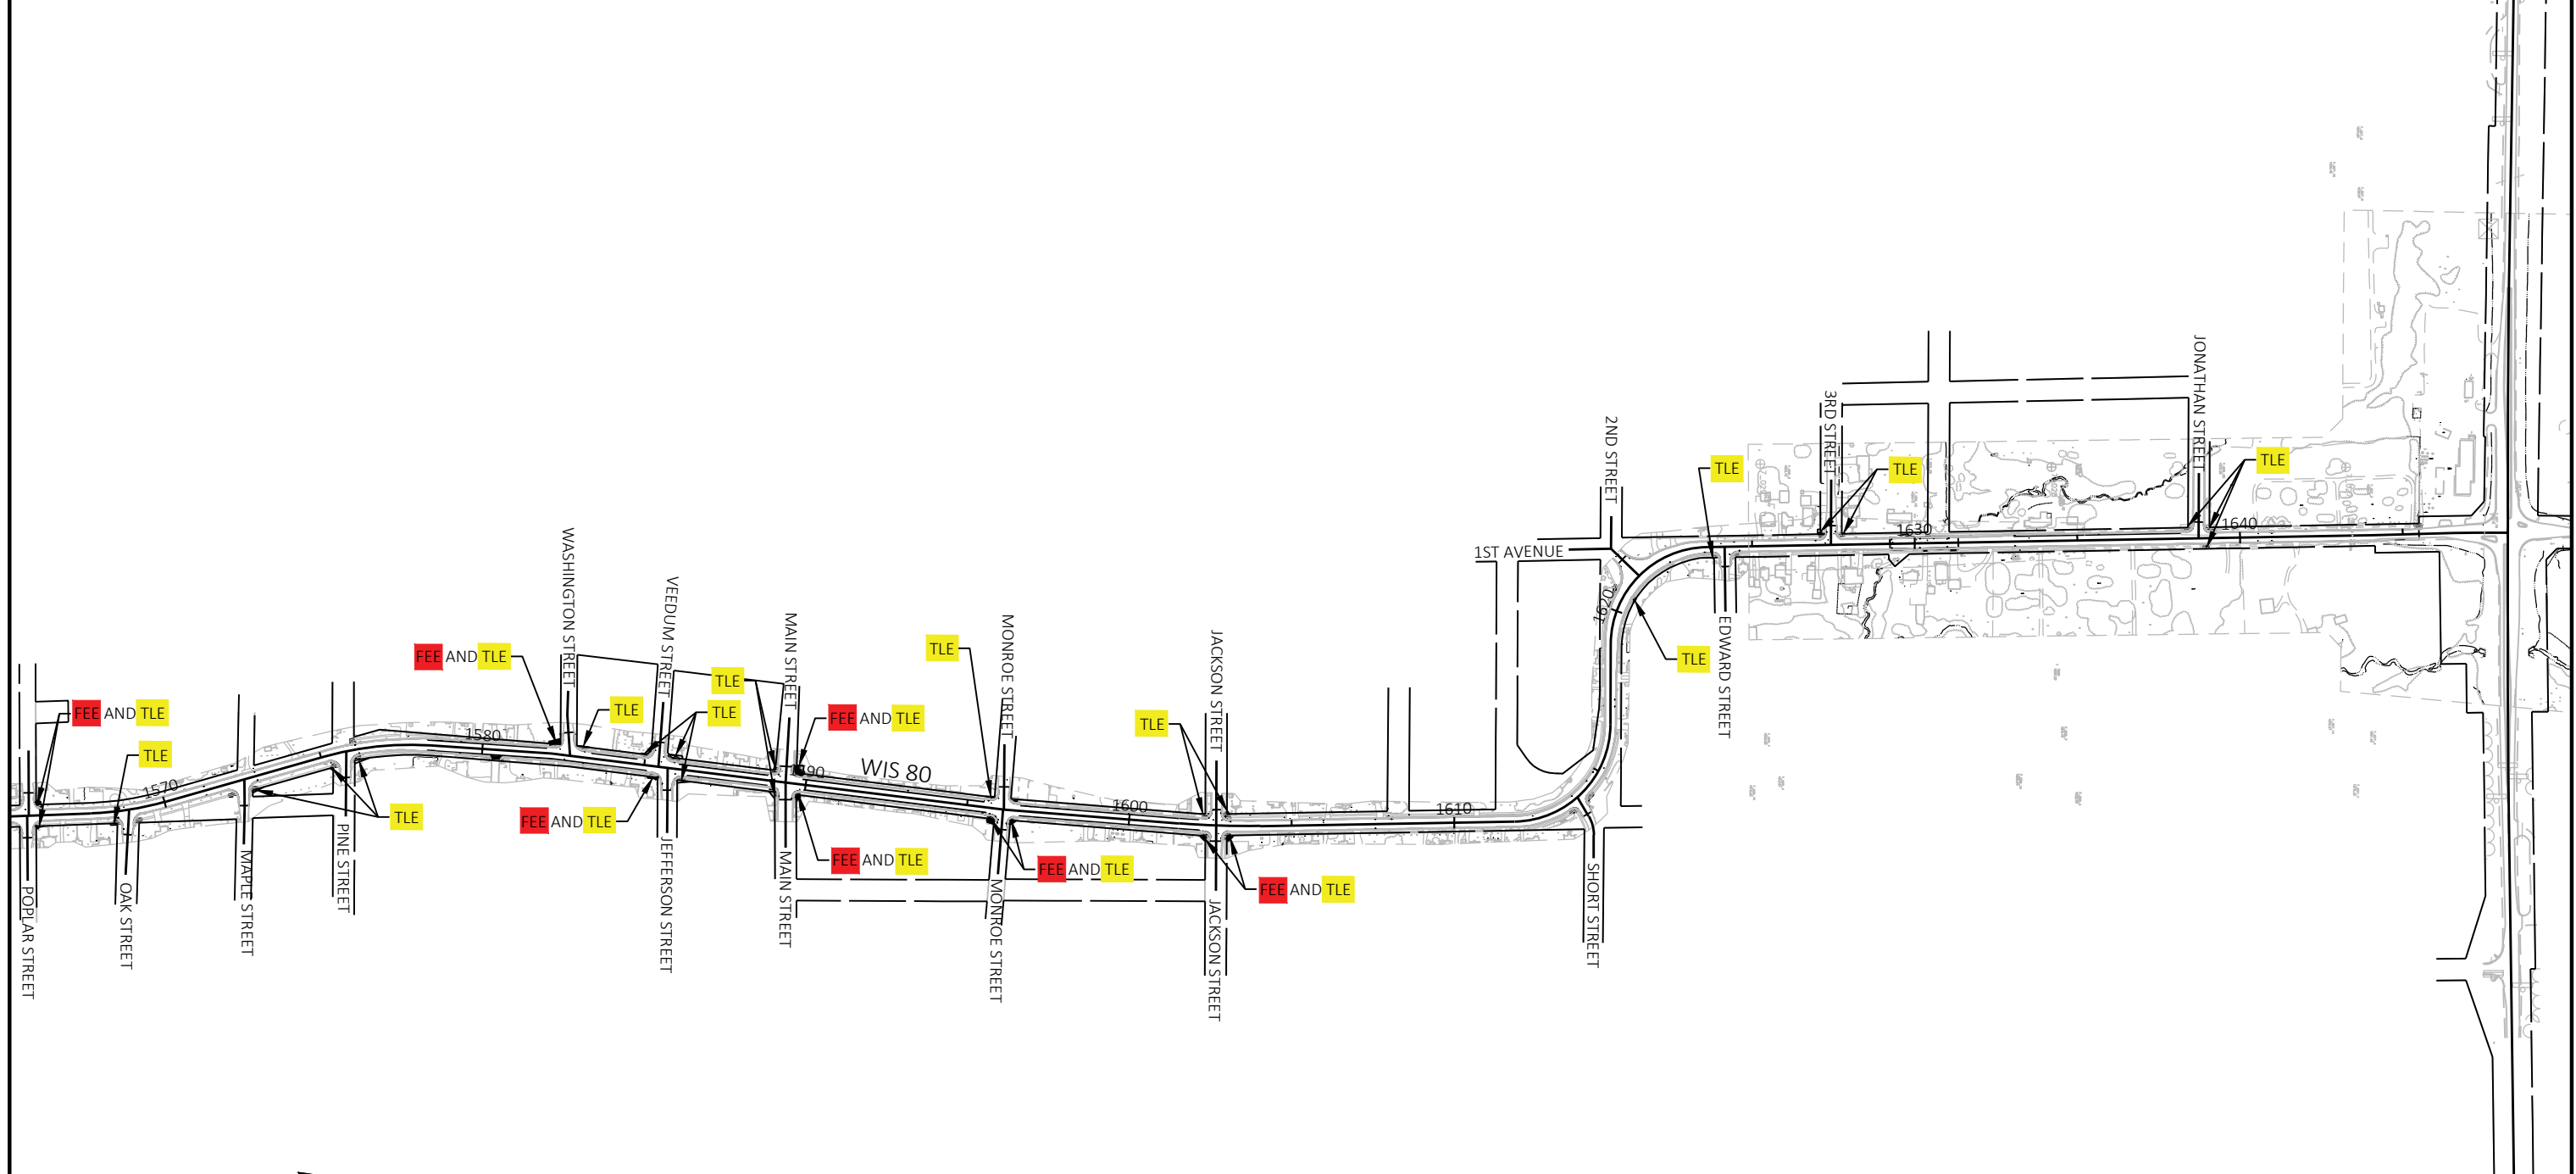 JONATHAN STREET
3RD STREET
2ND STREET
TLE
TLE
TLE
1640
1630
1ST AVENUE
WASHINGTON STREET
VEEDUM STREET
MAIN STREET
MONROE STREET
JACKSON STREET
1620
EDWARD STREET
TLE
FEE AND TLE
TLE
TLE
FEE AND TLE
TLE
TLE
FEE AND TLE
TLE
1580
TLE
WIS 80
1570
1600
1610
TLE
FEE AND TLE
PINE STREET
FEE AND TLE
FEE AND TLE
FEE AND TLE
POPLAR STREET
OAK STREET
MAPLE STREET
JEFFERSON STREET
MAIN STREET
MONROE STREET
JACKSON STREET
SHORT STREET